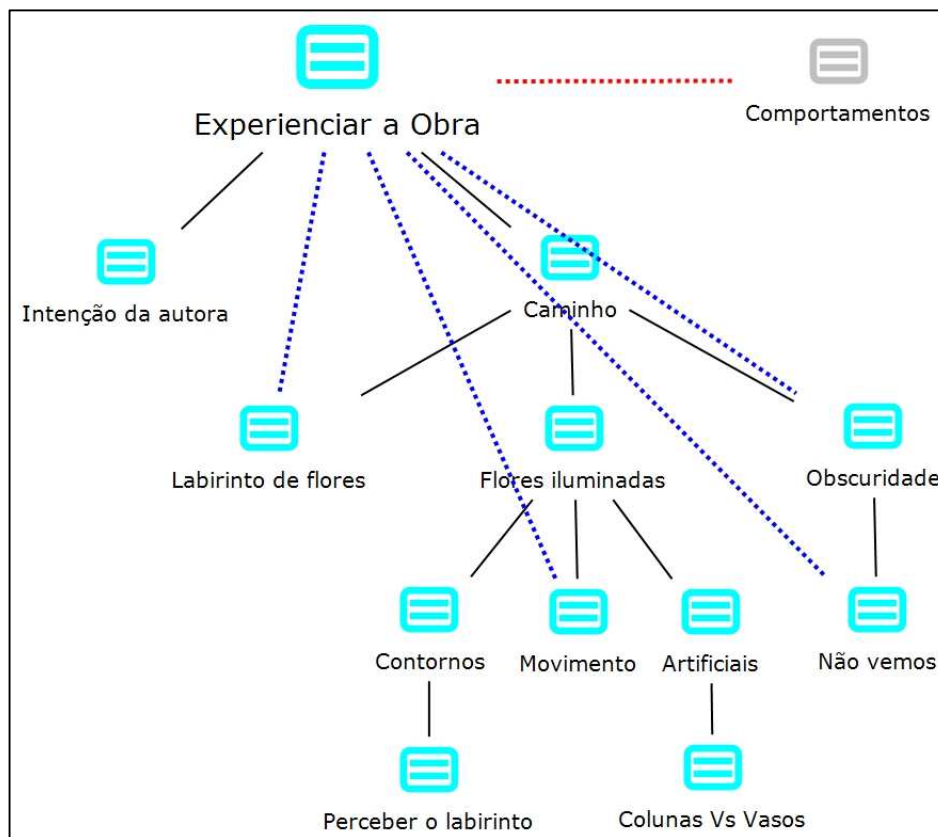 Comportamentos
Experienciar a Obra
Intenção da autora
Caminho
Labirinto de flores
Flores iluminadas
Obscuridade
Contornos
Movimento
Artificiais
Não vemos
Perceber o labirinto
Colunas Vs Vasos